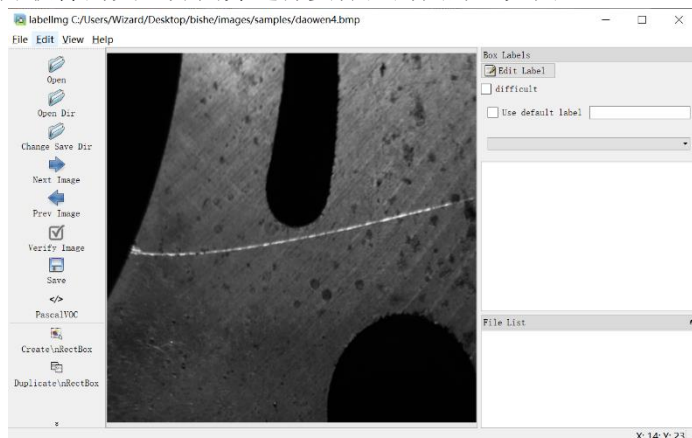 labelImg C:/Users/Wizard/Desktop/bishe/images/samples/daowen4.bmp
File Edit View Help
Open
Open Dir
Change Save Dir
Next Image
Prev Image
Verify Image
Save
</>
PascalVOC
Create\nRectBox
Duplicate\nRectBox
Box Labels
Edit Label
difficult
Use default label
File List
X: 14; Y: 23